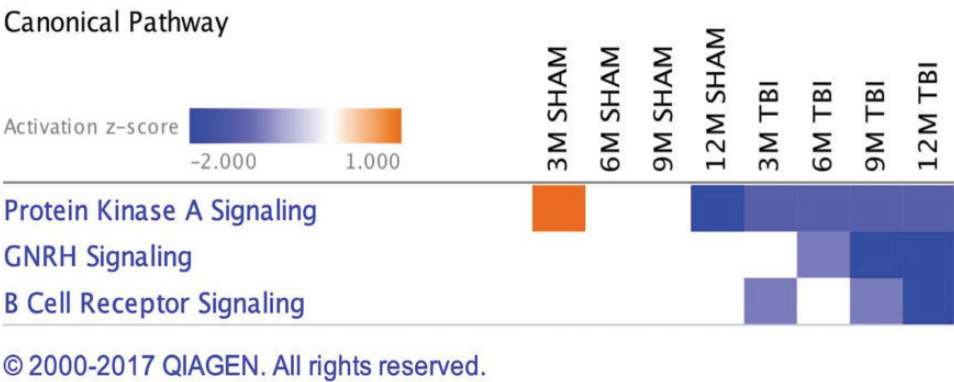 Canonical Pathway
Activation z-score
-2.000 1.000
3M SHAM
6M SHAM
9M SHAM
12M SHAM
3M TBI
6M TBI
9M TBI
12M TBI
Protein Kinase A Signaling
GNRH Signaling
B Cell Receptor Signaling
© 2000-2017 QIAGEN. All rights reserved.